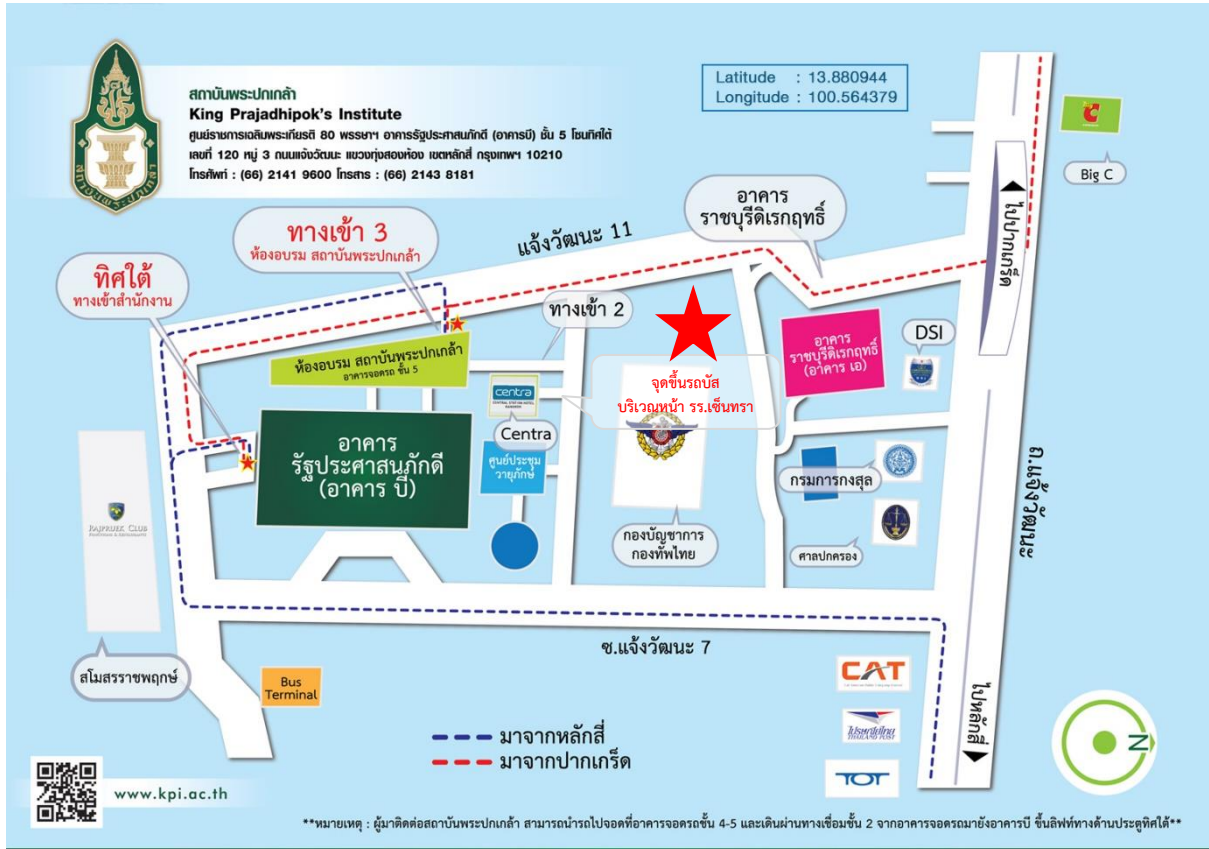 สถาบันพระปกเกล้า
King Prajadhipok's Institute
ศูนย์ราชการเฉลิมพระเกียรติ 80 พรรษาฯ อาคารรัฐประศาสนภักดี (อาคารบี) ชั้น 5 โซนทิศใต้
เลขที่ 120 หมู่ 3 ถนนแจ้งวัฒนะ แขวงทุ่งสองห้อง เขตหลักสี่ กรุงเทพฯ 10210
โทรศัพท์ : (66) 2141 9600 โทรสาร : (66) 2143 8181
สถาบันพระปกเกล้า
Latitude : 13.880944
Longitude : 100.564379
Big C
ไปปากเกร็ด
อาคาร
ราชบุรีดิเรกฤทธิ์
แจ้งวัฒนะ 11
ทางเข้า 3
ห้องอบรม สถาบันพระปกเกล้า
ทิศใต้
ทางเข้าสำนักงาน
ทางเข้า 2
ห้องอบรม สถาบันพระปกเกล้า
อาคารจอดรถ ชั้น 5
อาคาร
ราชบุรีดิเรกฤทธิ์
(อาคาร เอ)
DSI
จุดขึ้นรถบัส
บริเวณหน้า รร.เซ็นทรา
centra
Centra
อาคาร
รัฐประศาสนภักดี
(อาคาร บี)
ศูนย์ประชุม
วายุภักษ์
กรมการกงสุล
ถ.แจ้งวัฒนะ
RAJPRUEK CLUB
กองบัญชาการ
กองทัพไทย
ศาลปกครอง
ซ.แจ้งวัฒนะ 7
สโมสรราชพฤกษ์
Bus
Terminal
CAT
ไปรษณีย์ไทย
THAILAND POST
TOT
ไปหลักสี่
N
มาจากหลักสี่
มาจากปากเกร็ด
www.kpi.ac.th
**หมายเหตุ : ผู้มาติดต่อสถาบันพระปกเกล้า สามารถนำรถไปจอดที่อาคารจอดรถชั้น 4-5 และเดินผ่านทางเชื่อมชั้น 2 จากอาคารจอดรถมายังอาคารบี ขึ้นลิฟท์ทางด้านประตูทิศใต้**